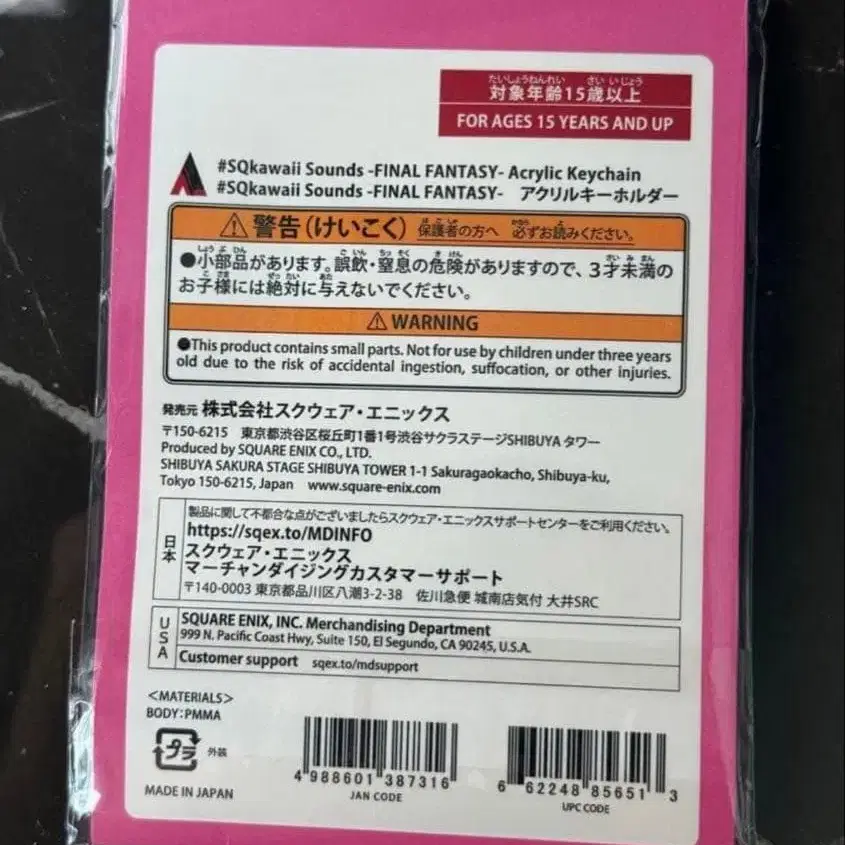 たいしょうねんれい さい いじょう
対象年齢15歳以上
FOR AGES 15 YEARS AND UP
#SQkawaii Sounds -FINAL FANTASY- Acrylic Keychain
#SQkawaii Sounds -FINAL FANTASY- アクリルキーホルダー
⚠警告(けいこく) 保護者の方へ 必ずお読みください。
●小部品があります。誤飲・窒息の危険がありますので、3才未満の
お子様には絶対に与えないでください。
⚠WARNING
●This product contains small parts. Not for use by children under three years
old due to the risk of accidental ingestion, suffocation, or other injuries.
発売元 株式会社スクウェア・エニックス
〒150-6215 東京都渋谷区桜丘町1番1号渋谷サクラステージSHIBUYA タワー
Produced by SQUARE ENIX CO., LTD.
SHIBUYA SAKURA STAGE SHIBUYA TOWER 1-1 Sakuragaokacho, Shibuya-ku,
Tokyo 150-6215, Japan www.square-enix.com
日本
製品に関して不都合な点がございましたらスクウェア・エニックスサポートセンターをご利用ください。
https://sqex.to/MDINFO
スクウェア・エニックス
マーチャンダイジングカスタマーサポート
〒140-0003 東京都品川区八潮3-2-38 佐川急便 城南店気付 大井SRC
USA
SQUARE ENIX, INC. Merchandising Department
999 N. Pacific Coast Hwy, Suite 150, El Segundo, CA 90245, U.S.A.
Customer support sqex.to/mdsupport
<MATERIALS>
BODY:PMMA
プラ 外装
MADE IN JAPAN
4 988601 387316
JAN CODE
6 62248 85651 3
UPC CODE